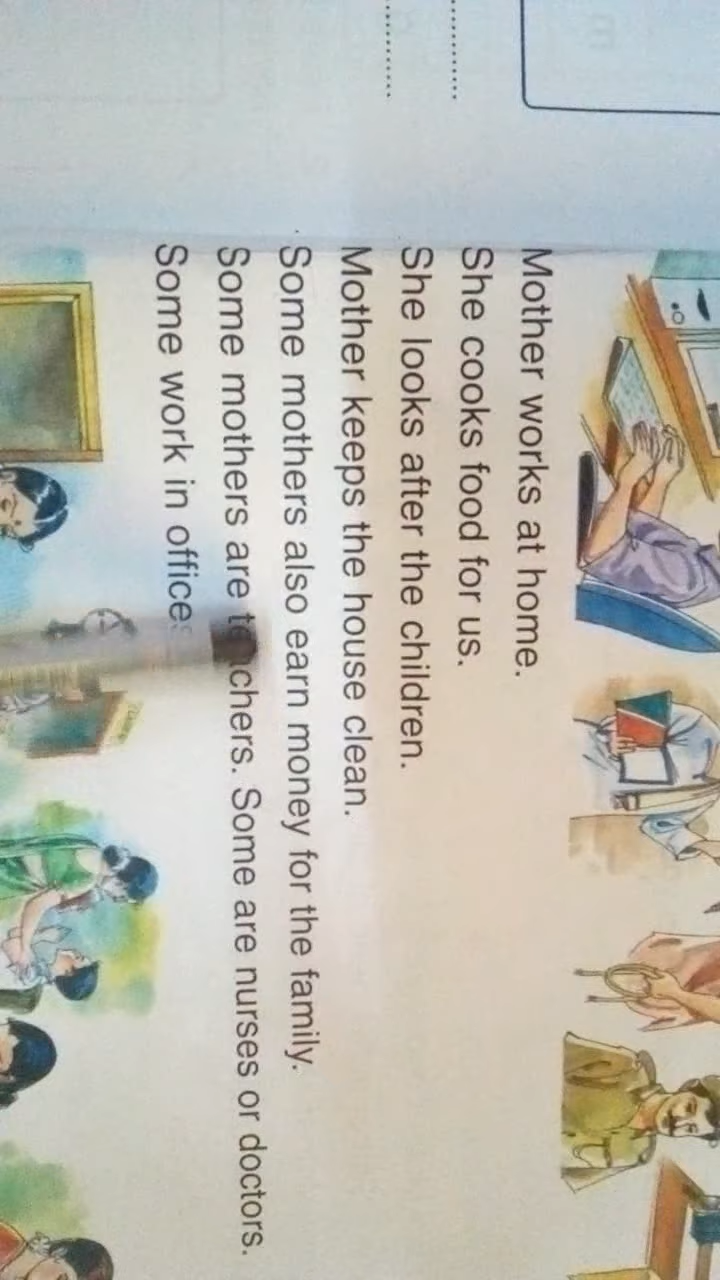 Mother works at home.
She cooks food for us.
She looks after the children.
Mother keeps the house clean.
Some mothers also earn money for the family.
Some mothers are teachers. Some are nurses or doctors.
Some work in offices